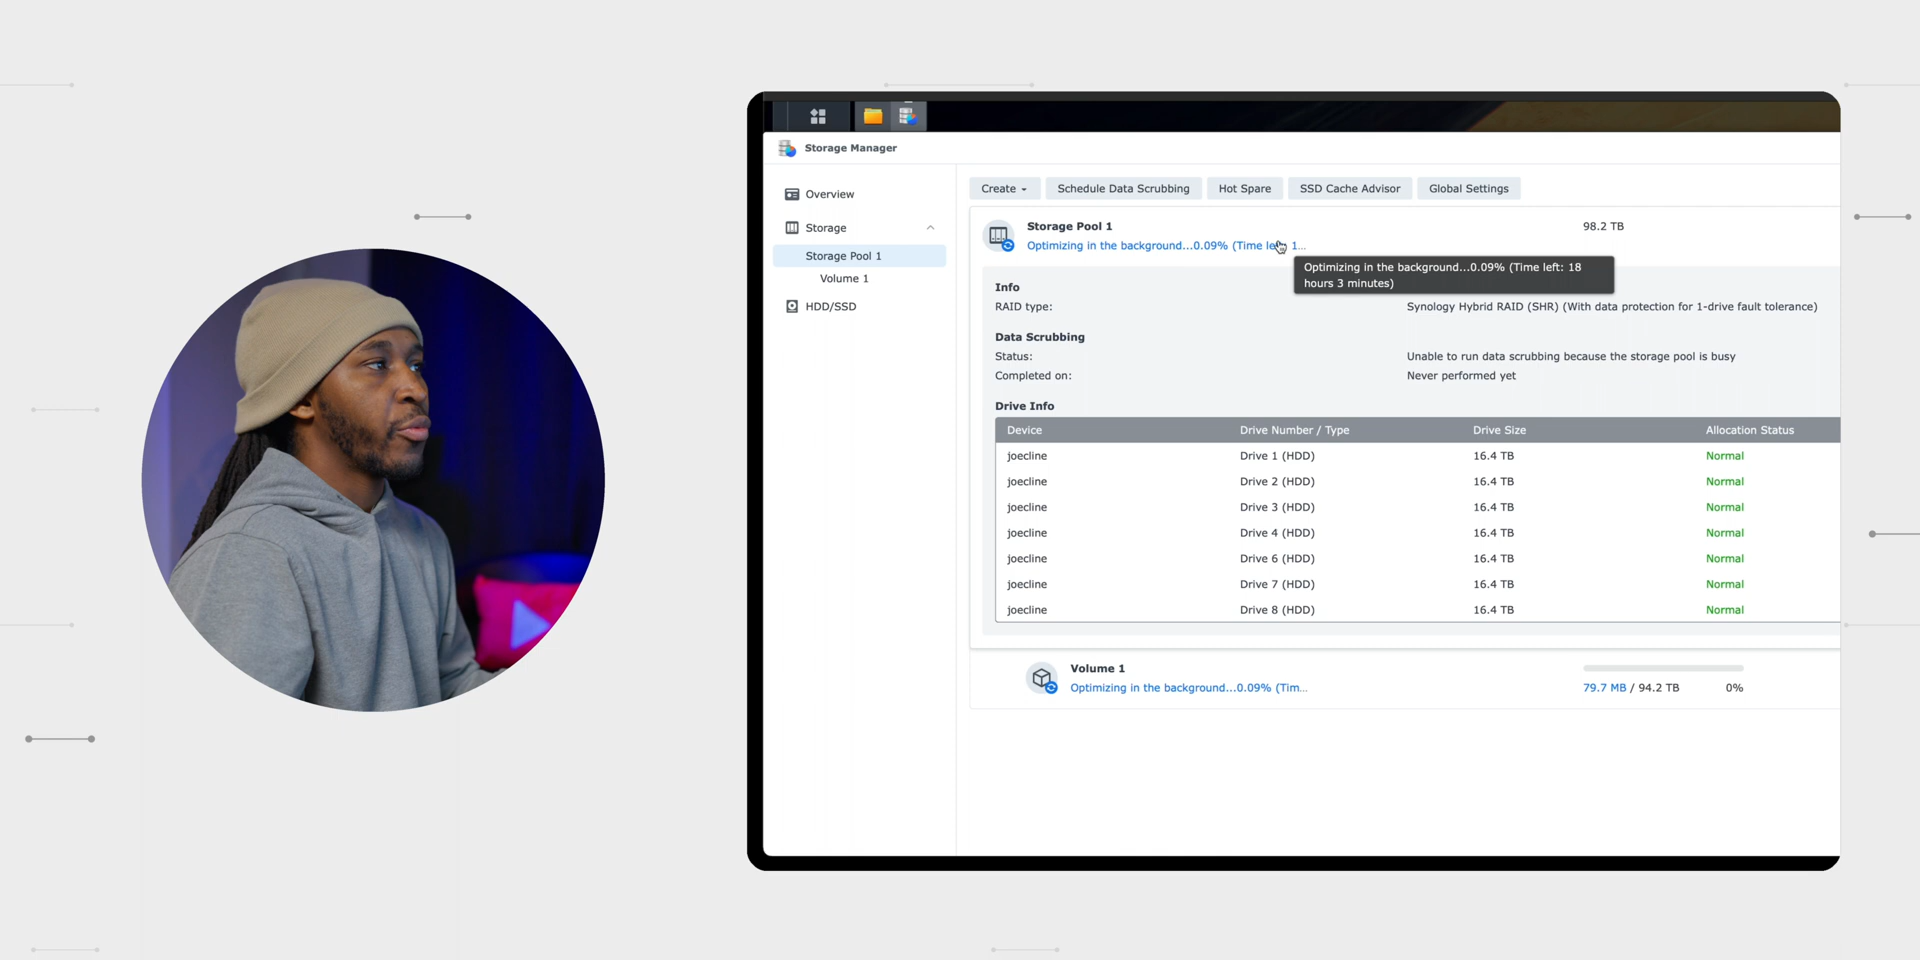 Storage Manager
Overview
Storage
Storage Pool 1
Volume 1
HDD/SSD
Create
Schedule Data Scrubbing
Hot Spare
SSD Cache Advisor
Global Settings
Storage Pool 1
98.2 TB
Optimizing in the background...0.09% (Time le 1...
Optimizing in the background...0.09% (Time left: 18
hours 3 minutes)
Info
RAID type: Synology Hybrid RAID (SHR) (With data protection for 1-drive fault tolerance)
Data Scrubbing
Status: Unable to run data scrubbing because the storage pool is busy
Completed on: Never performed yet
Drive Info
Device Drive Number / Type Drive Size Allocation Status
joecline Drive 1 (HDD) 16.4 TB Normal
joecline Drive 2 (HDD) 16.4 TB Normal
joecline Drive 3 (HDD) 16.4 TB Normal
joecline Drive 4 (HDD) 16.4 TB Normal
joecline Drive 6 (HDD) 16.4 TB Normal
joecline Drive 7 (HDD) 16.4 TB Normal
joecline Drive 8 (HDD) 16.4 TB Normal
Volume 1
Optimizing in the background...0.09% (Tim...
79.7 MB / 94.2 TB 0%